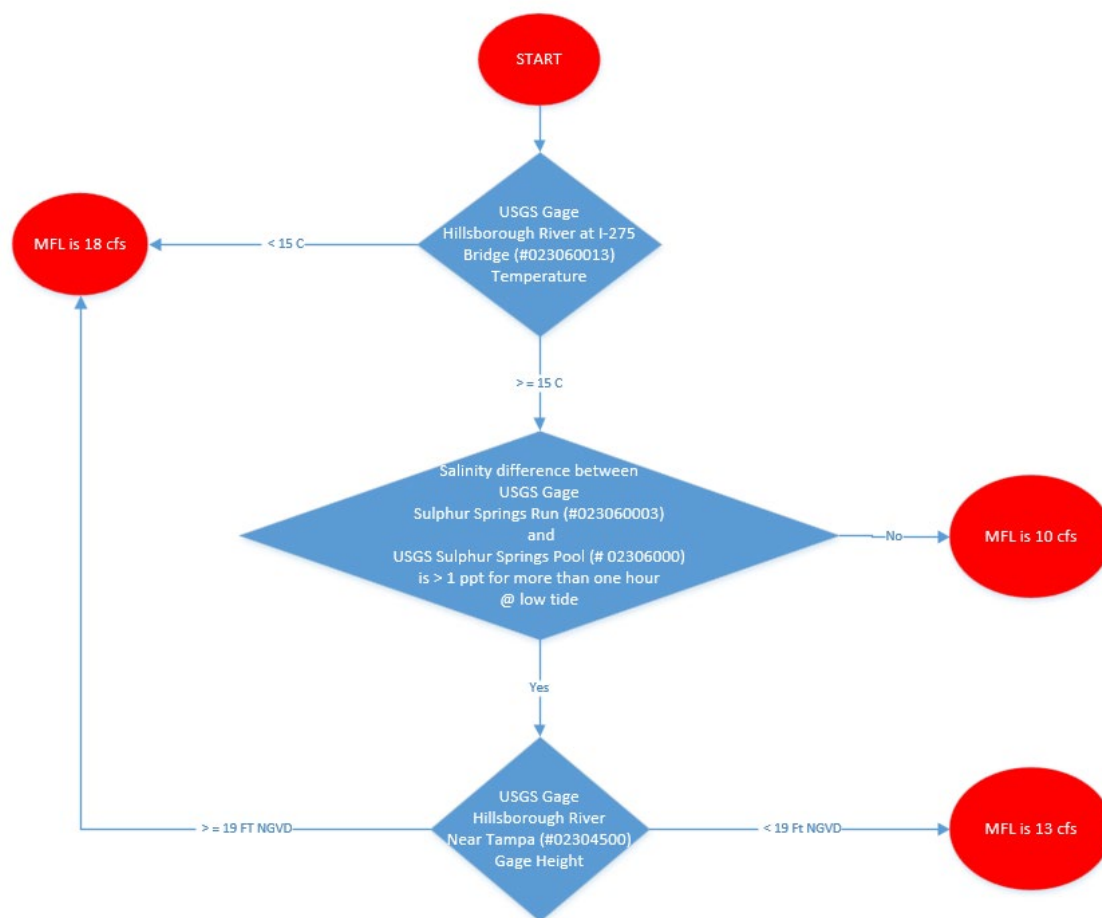 START
USGS Gage
Hillsborough River at I-275
Bridge (#023060013)
Temperature
< 15 C
MFL is 18 cfs
> = 15 C
Salinity difference between
USGS Gage
Sulphur Springs Run (#023060003)
and
USGS Sulphur Springs Pool (# 02306000)
is > 1 ppt for more than one hour
@ low tide
No
MFL is 10 cfs
Yes
USGS Gage
Hillsborough River
Near Tampa (#02304500)
Gage Height
> = 19 FT NGVD
< 19 Ft NGVD
MFL is 13 cfs